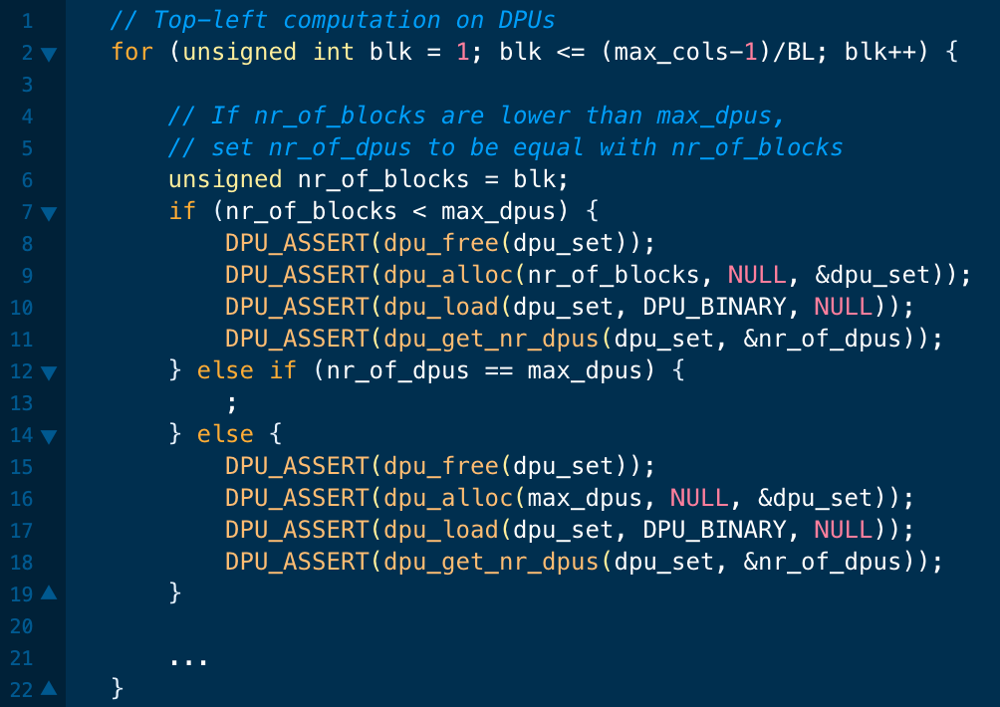 1 // Top-left computation on DPUs
2 for (unsigned int blk = 1; blk <= (max_cols-1)/BL; blk++) {
3
4 // If nr_of_blocks are lower than max_dpus,
5 // set nr_of_dpus to be equal with nr_of_blocks
6 unsigned nr_of_blocks = blk;
7 if (nr_of_blocks < max_dpus) {
8 DPU_ASSERT(dpu_free(dpu_set));
9 DPU_ASSERT(dpu_alloc(nr_of_blocks, NULL, &dpu_set));
10 DPU_ASSERT(dpu_load(dpu_set, DPU_BINARY, NULL));
11 DPU_ASSERT(dpu_get_nr_dpus(dpu_set, &nr_of_dpus));
12 } else if (nr_of_dpus == max_dpus) {
13 ;
14 } else {
15 DPU_ASSERT(dpu_free(dpu_set));
16 DPU_ASSERT(dpu_alloc(max_dpus, NULL, &dpu_set));
17 DPU_ASSERT(dpu_load(dpu_set, DPU_BINARY, NULL));
18 DPU_ASSERT(dpu_get_nr_dpus(dpu_set, &nr_of_dpus));
19 }
20
21 ...
22 }